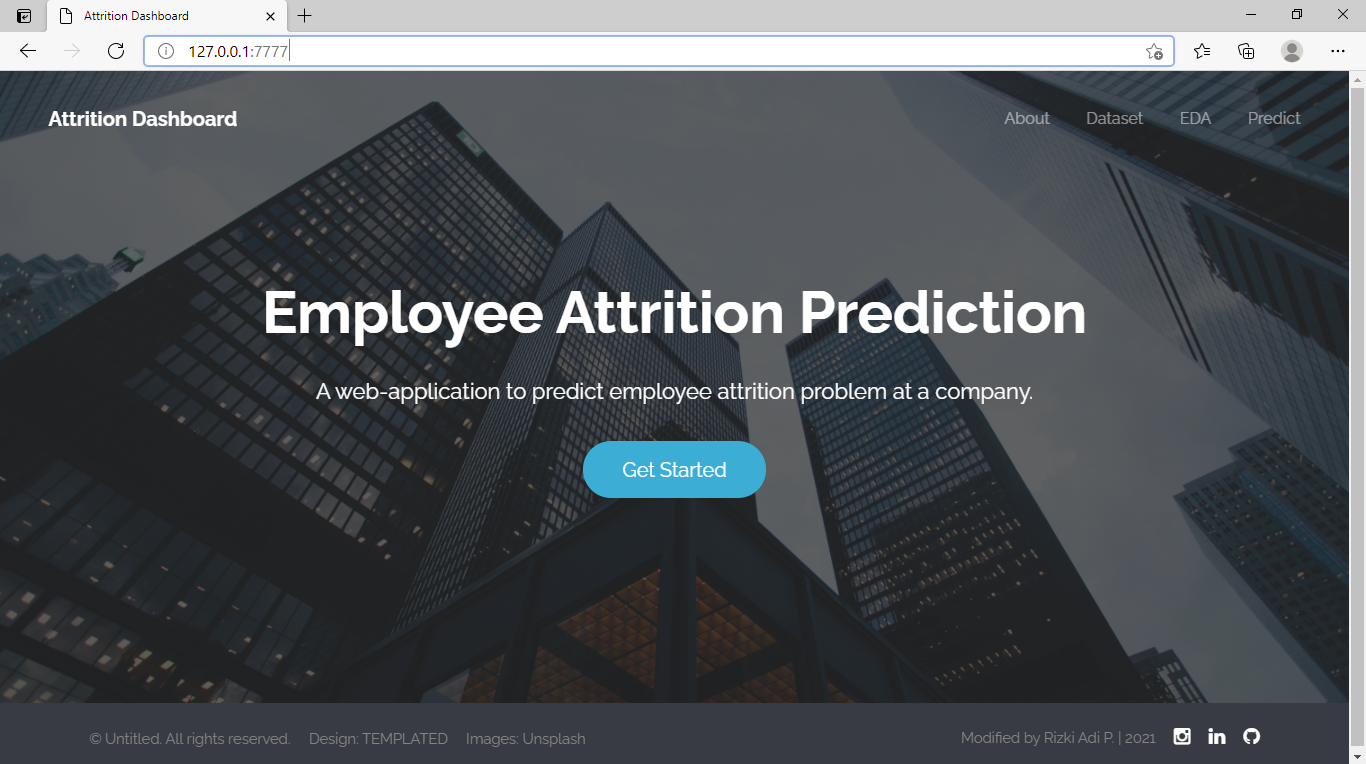 Attrition Dashboard
127.0.0.1:7777
Attrition Dashboard
About Dataset EDA Predict
Employee Attrition Prediction
A web-application to predict employee attrition problem at a company.
Get Started
© Untitled. All rights reserved. Design: TEMPLATED Images: Unsplash
Modified by Rizki Adi P. | 2021